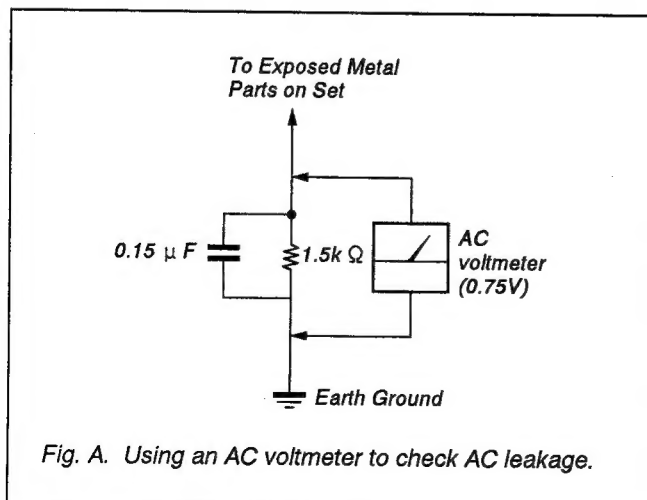 To Exposed Metal
Parts on Set
0.15 μ F
1.5k Ω
AC
voltmeter
(0.75V)
Earth Ground
Fig. A. Using an AC voltmeter to check AC leakage.